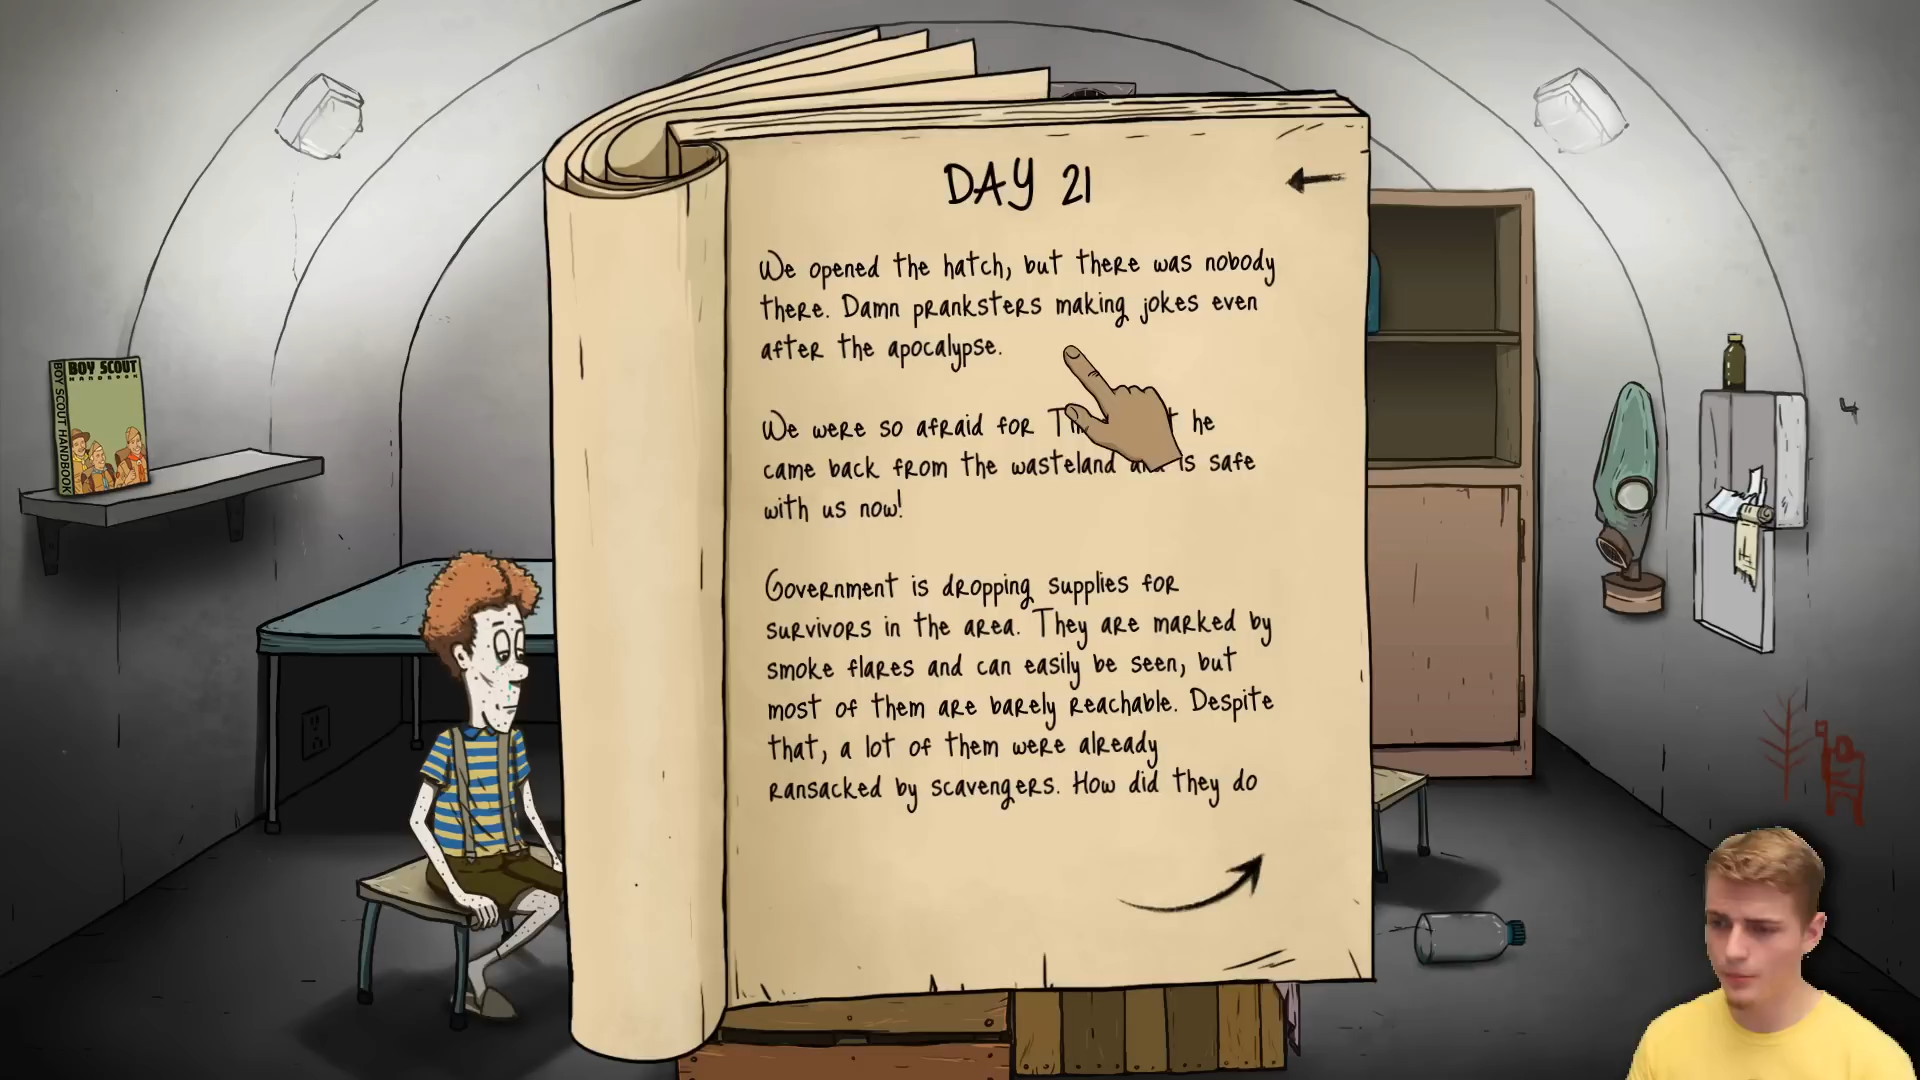 DAY 21
We opened the hatch, but there was nobody
there. Damn pranksters making jokes even
after the apocalypse.
We were so afraid for he
came back from the wasteland is safe
with us now!
Government is dropping supplies for
survivors in the area. They are marked by
smoke flares and can easily be seen, but
most of them are barely reachable. Despite
that, a lot of them were already
ransacked by scavengers. How did they do
BOY SCOUT
HANDBOOK
BOY SCOUT HANDBOOK